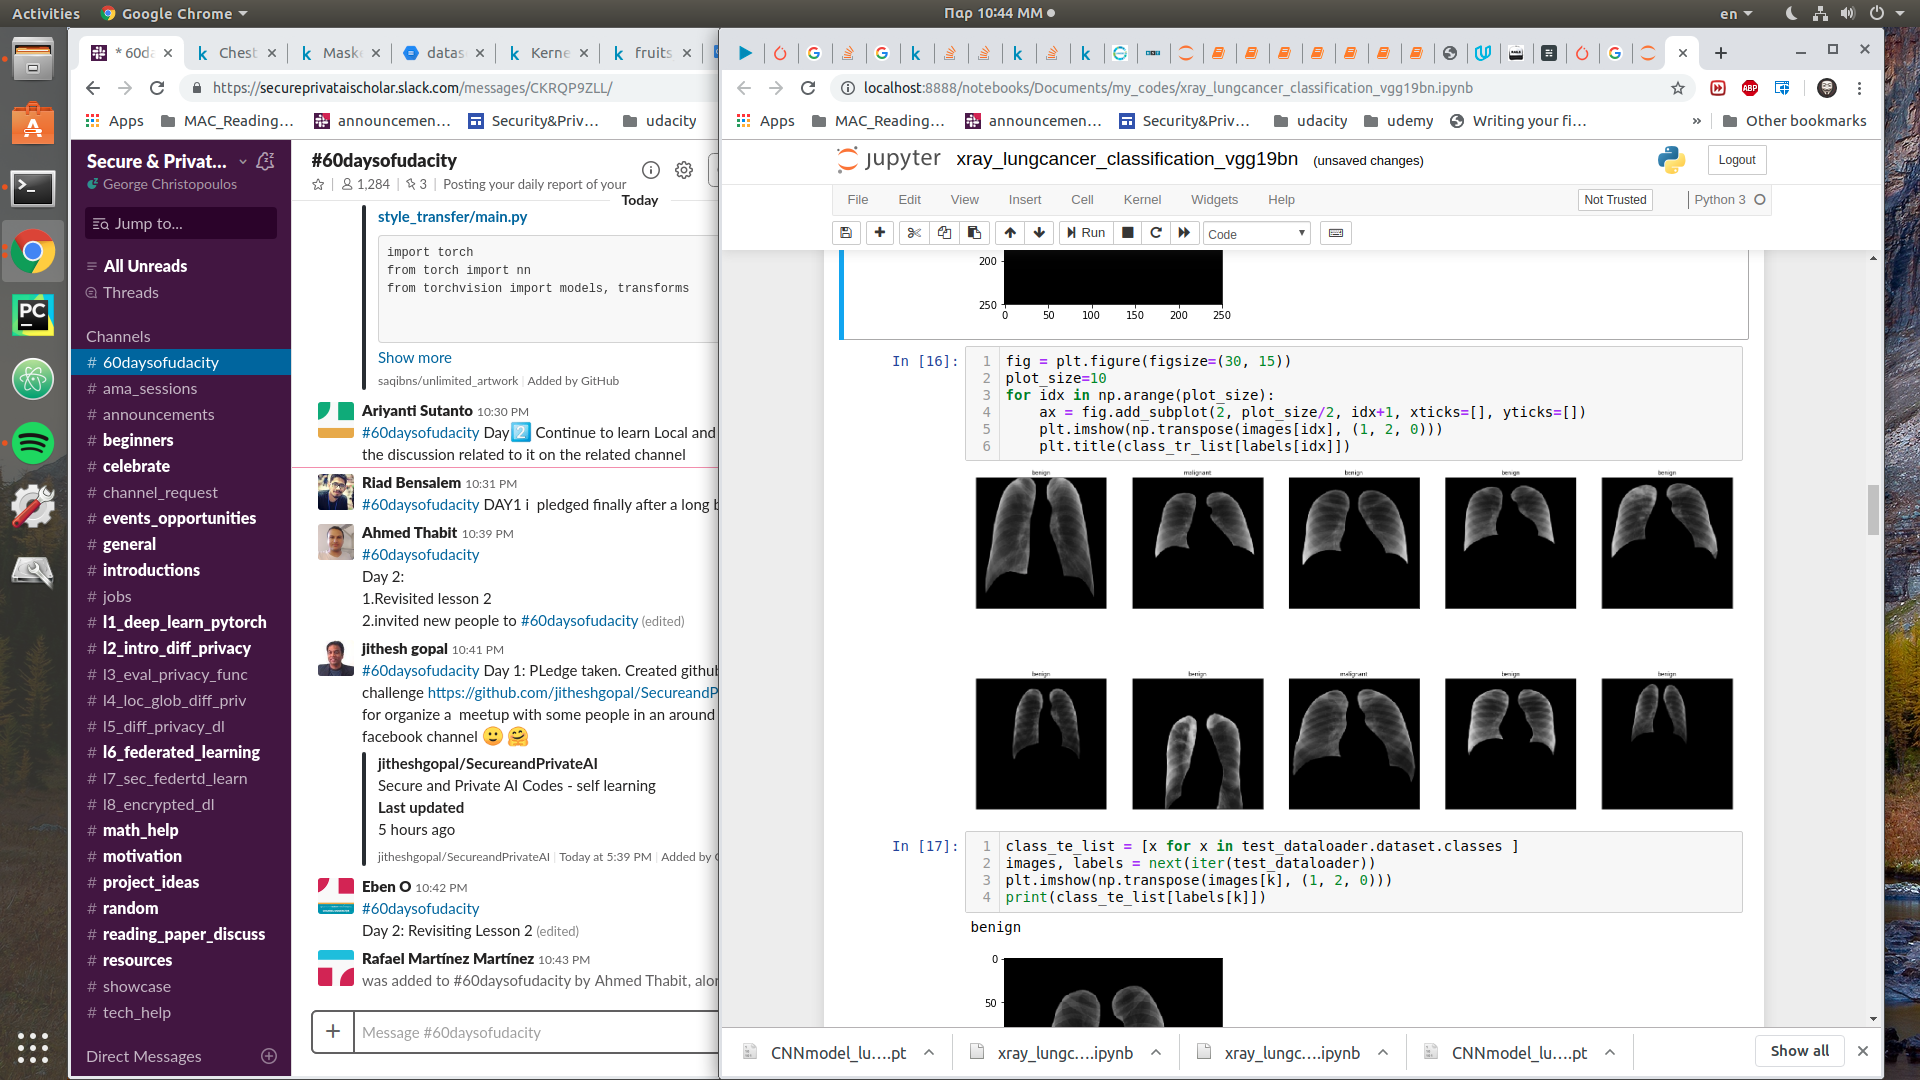 Activities
Google Chrome
Παρ 10:44 ΜΜ
en
* 60da
Chest
Maske
datas
Kerne
fruits
https://secureprivataischolar.slack.com/messages/CKRQP9ZLL/
Apps
MAC_Reading...
announcemen...
Security&Priv...
udacity
Secure & Privat...
George Christopoulos
Jump to...
All Unreads
Threads
Channels
# 60daysofudacity
# ama_sessions
# announcements
# beginners
# celebrate
# channel_request
# events_opportunities
# general
# introductions
# jobs
# l1_deep_learn_pytorch
# l2_intro_diff_privacy
# l3_eval_privacy_func
# l4_loc_glob_diff_priv
# l5_diff_privacy_dl
# l6_federated_learning
# l7_sec_federtd_learn
# l8_encrypted_dl
# math_help
# motivation
# project_ideas
# random
# reading_paper_discuss
# resources
# showcase
# tech_help
Direct Messages
#60daysofudacity
1,284 | 3 | Posting your daily report of your
Today
style_transfer/main.py
import torch
from torch import nn
from torchvision import models, transforms
Show more
saqibns/unlimited_artwork | Added by GitHub
Ariyanti Sutanto 10:30 PM
#60daysofudacity Day 2 Continue to learn Local and
the discussion related to it on the related channel
Riad Bensalem 10:31 PM
#60daysofudacity DAY1 i pledged finally after a long b
Ahmed Thabit 10:39 PM
#60daysofudacity
Day 2:
1.Revisited lesson 2
2.invited new people to #60daysofudacity (edited)
jithesh gopal 10:41 PM
#60daysofudacity Day 1: PLedge taken. Created github
challenge https://github.com/jitheshgopal/SecureandP
for organize a meetup with some people in an around
facebook channel
jitheshgopal/SecureandPrivateAI
Secure and Private AI Codes - self learning
Last updated
5 hours ago
jitheshgopal/SecureandPrivateAI | Today at 5:39 PM | Added by G
Eben O 10:42 PM
#60daysofudacity
Day 2: Revisiting Lesson 2 (edited)
Rafael Martínez Martínez 10:43 PM
was added to #60daysofudacity by Ahmed Thabit, alon
Message #60daysofudacity
localhost:8888/notebooks/Documents/my_codes/xray_lungcancer_classification_vgg19bn.ipynb
ABP
Apps
MAC_Reading...
announcemen...
Security&Priv...
udacity
udemy
Writing your fi...
»
Other bookmarks
jupyter xray_lungcancer_classification_vgg19bn (unsaved changes)
Logout
File Edit View Insert Cell Kernel Widgets Help
Not Trusted
Python 3
Run
Code
200
250
0 50 100 150 200 250
In [16]:
1 fig = plt.figure(figsize=(30, 15))
2 plot_size=10
3 for idx in np.arange(plot_size):
4 ax = fig.add_subplot(2, plot_size/2, idx+1, xticks=[], yticks=[])
5 plt.imshow(np.transpose(images[idx], (1, 2, 0)))
6 plt.title(class_tr_list[labels[idx]])
benign malignant benign benign benign
benign benign malignant benign benign
In [17]:
1 class_te_list = [x for x in test_dataloader.dataset.classes ]
2 images, labels = next(iter(test_dataloader))
3 plt.imshow(np.transpose(images[k], (1, 2, 0)))
4 print(class_te_list[labels[k]])
benign
0
50
CNNmodel_lu....pt
xray_lungc....ipynb
xray_lungc....ipynb
CNNmodel_lu....pt
Show all
PC